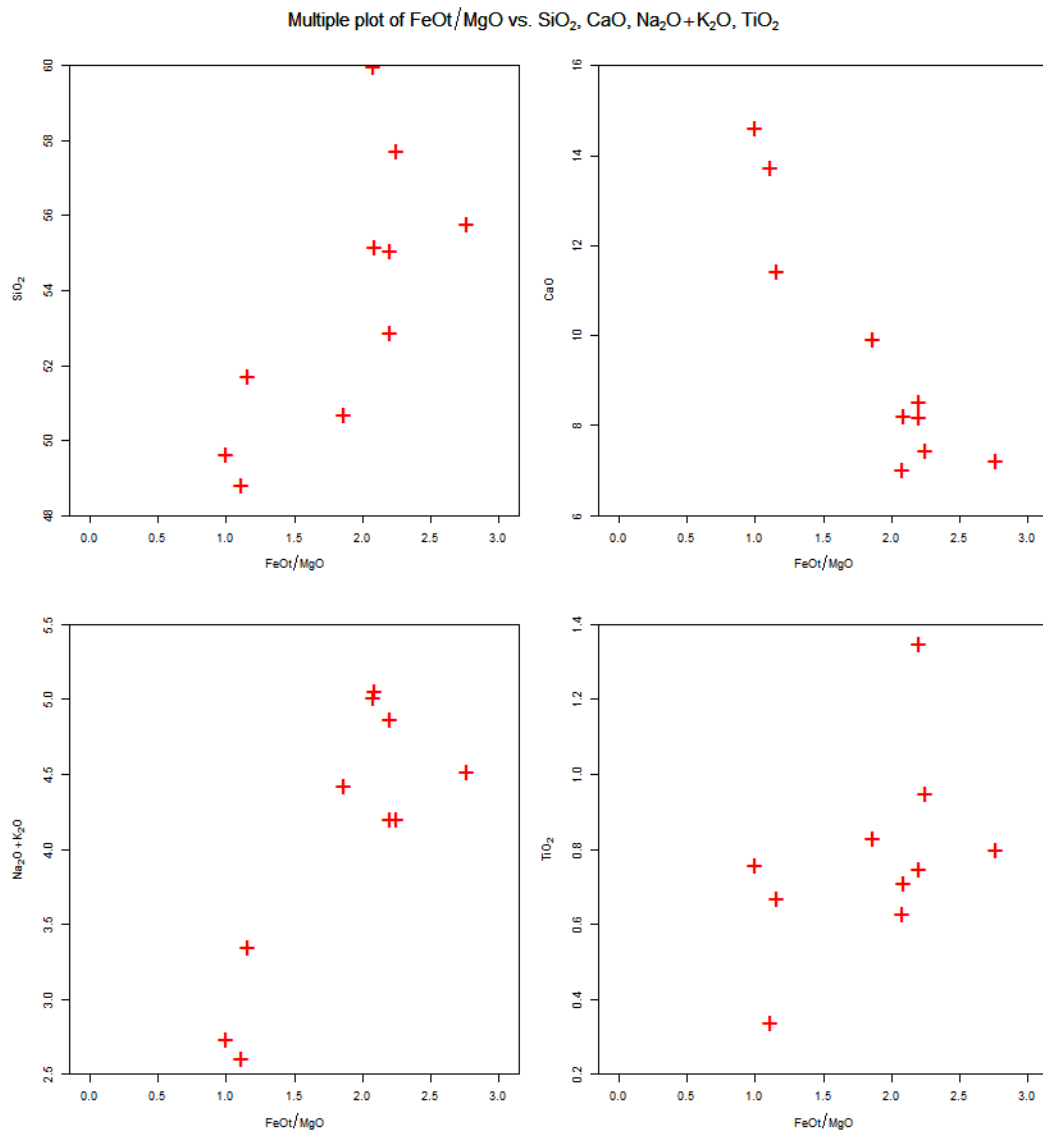 Multiple plot of FeOt/MgO vs. SiO₂, CaO, Na₂O+K₂O, TiO₂
60
58
56
54
52
50
48
SiO₂
0.0 0.5 1.0 1.5 2.0 2.5 3.0
FeOt/MgO
16
14
12
10
8
6
CaO
0.0 0.5 1.0 1.5 2.0 2.5 3.0
FeOt/MgO
5.5
5.0
4.5
4.0
3.5
3.0
2.5
Na₂O+K₂O
0.0 0.5 1.0 1.5 2.0 2.5 3.0
FeOt/MgO
1.4
1.2
1.0
0.8
0.6
0.4
0.2
TiO₂
0.0 0.5 1.0 1.5 2.0 2.5 3.0
FeOt/MgO